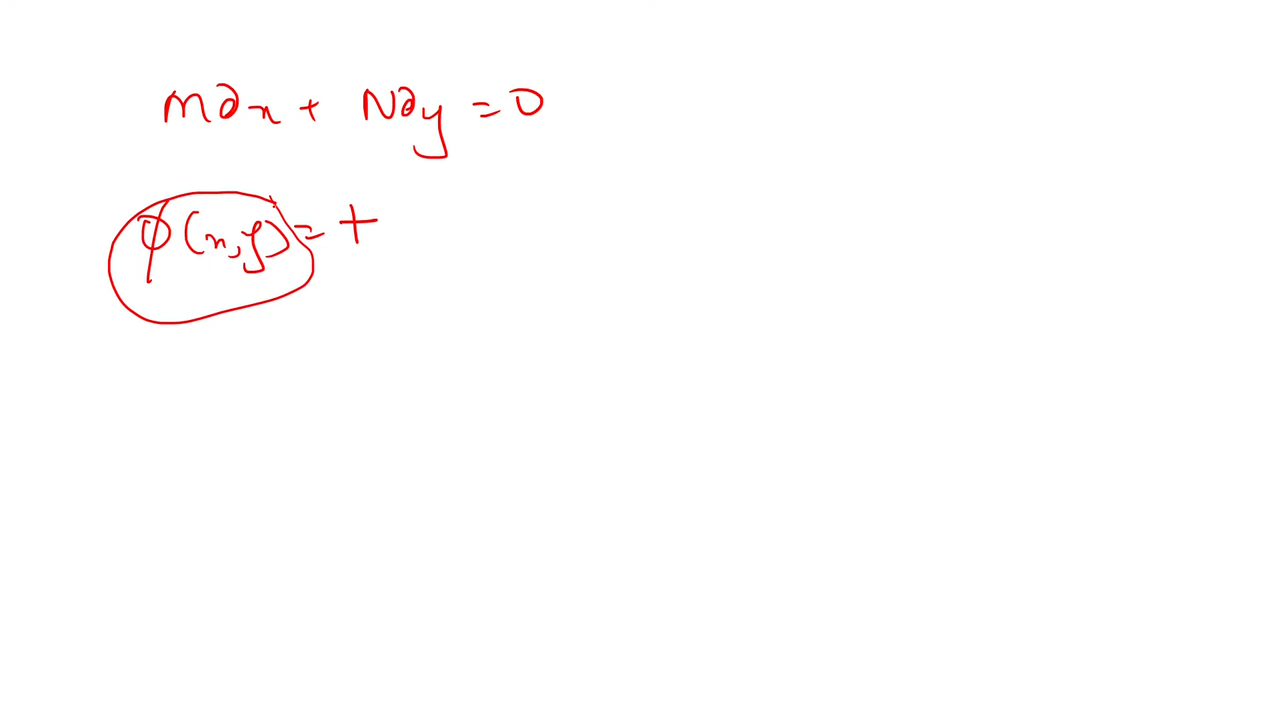 M∂x + N∂y = 0
φ(x,y) = +